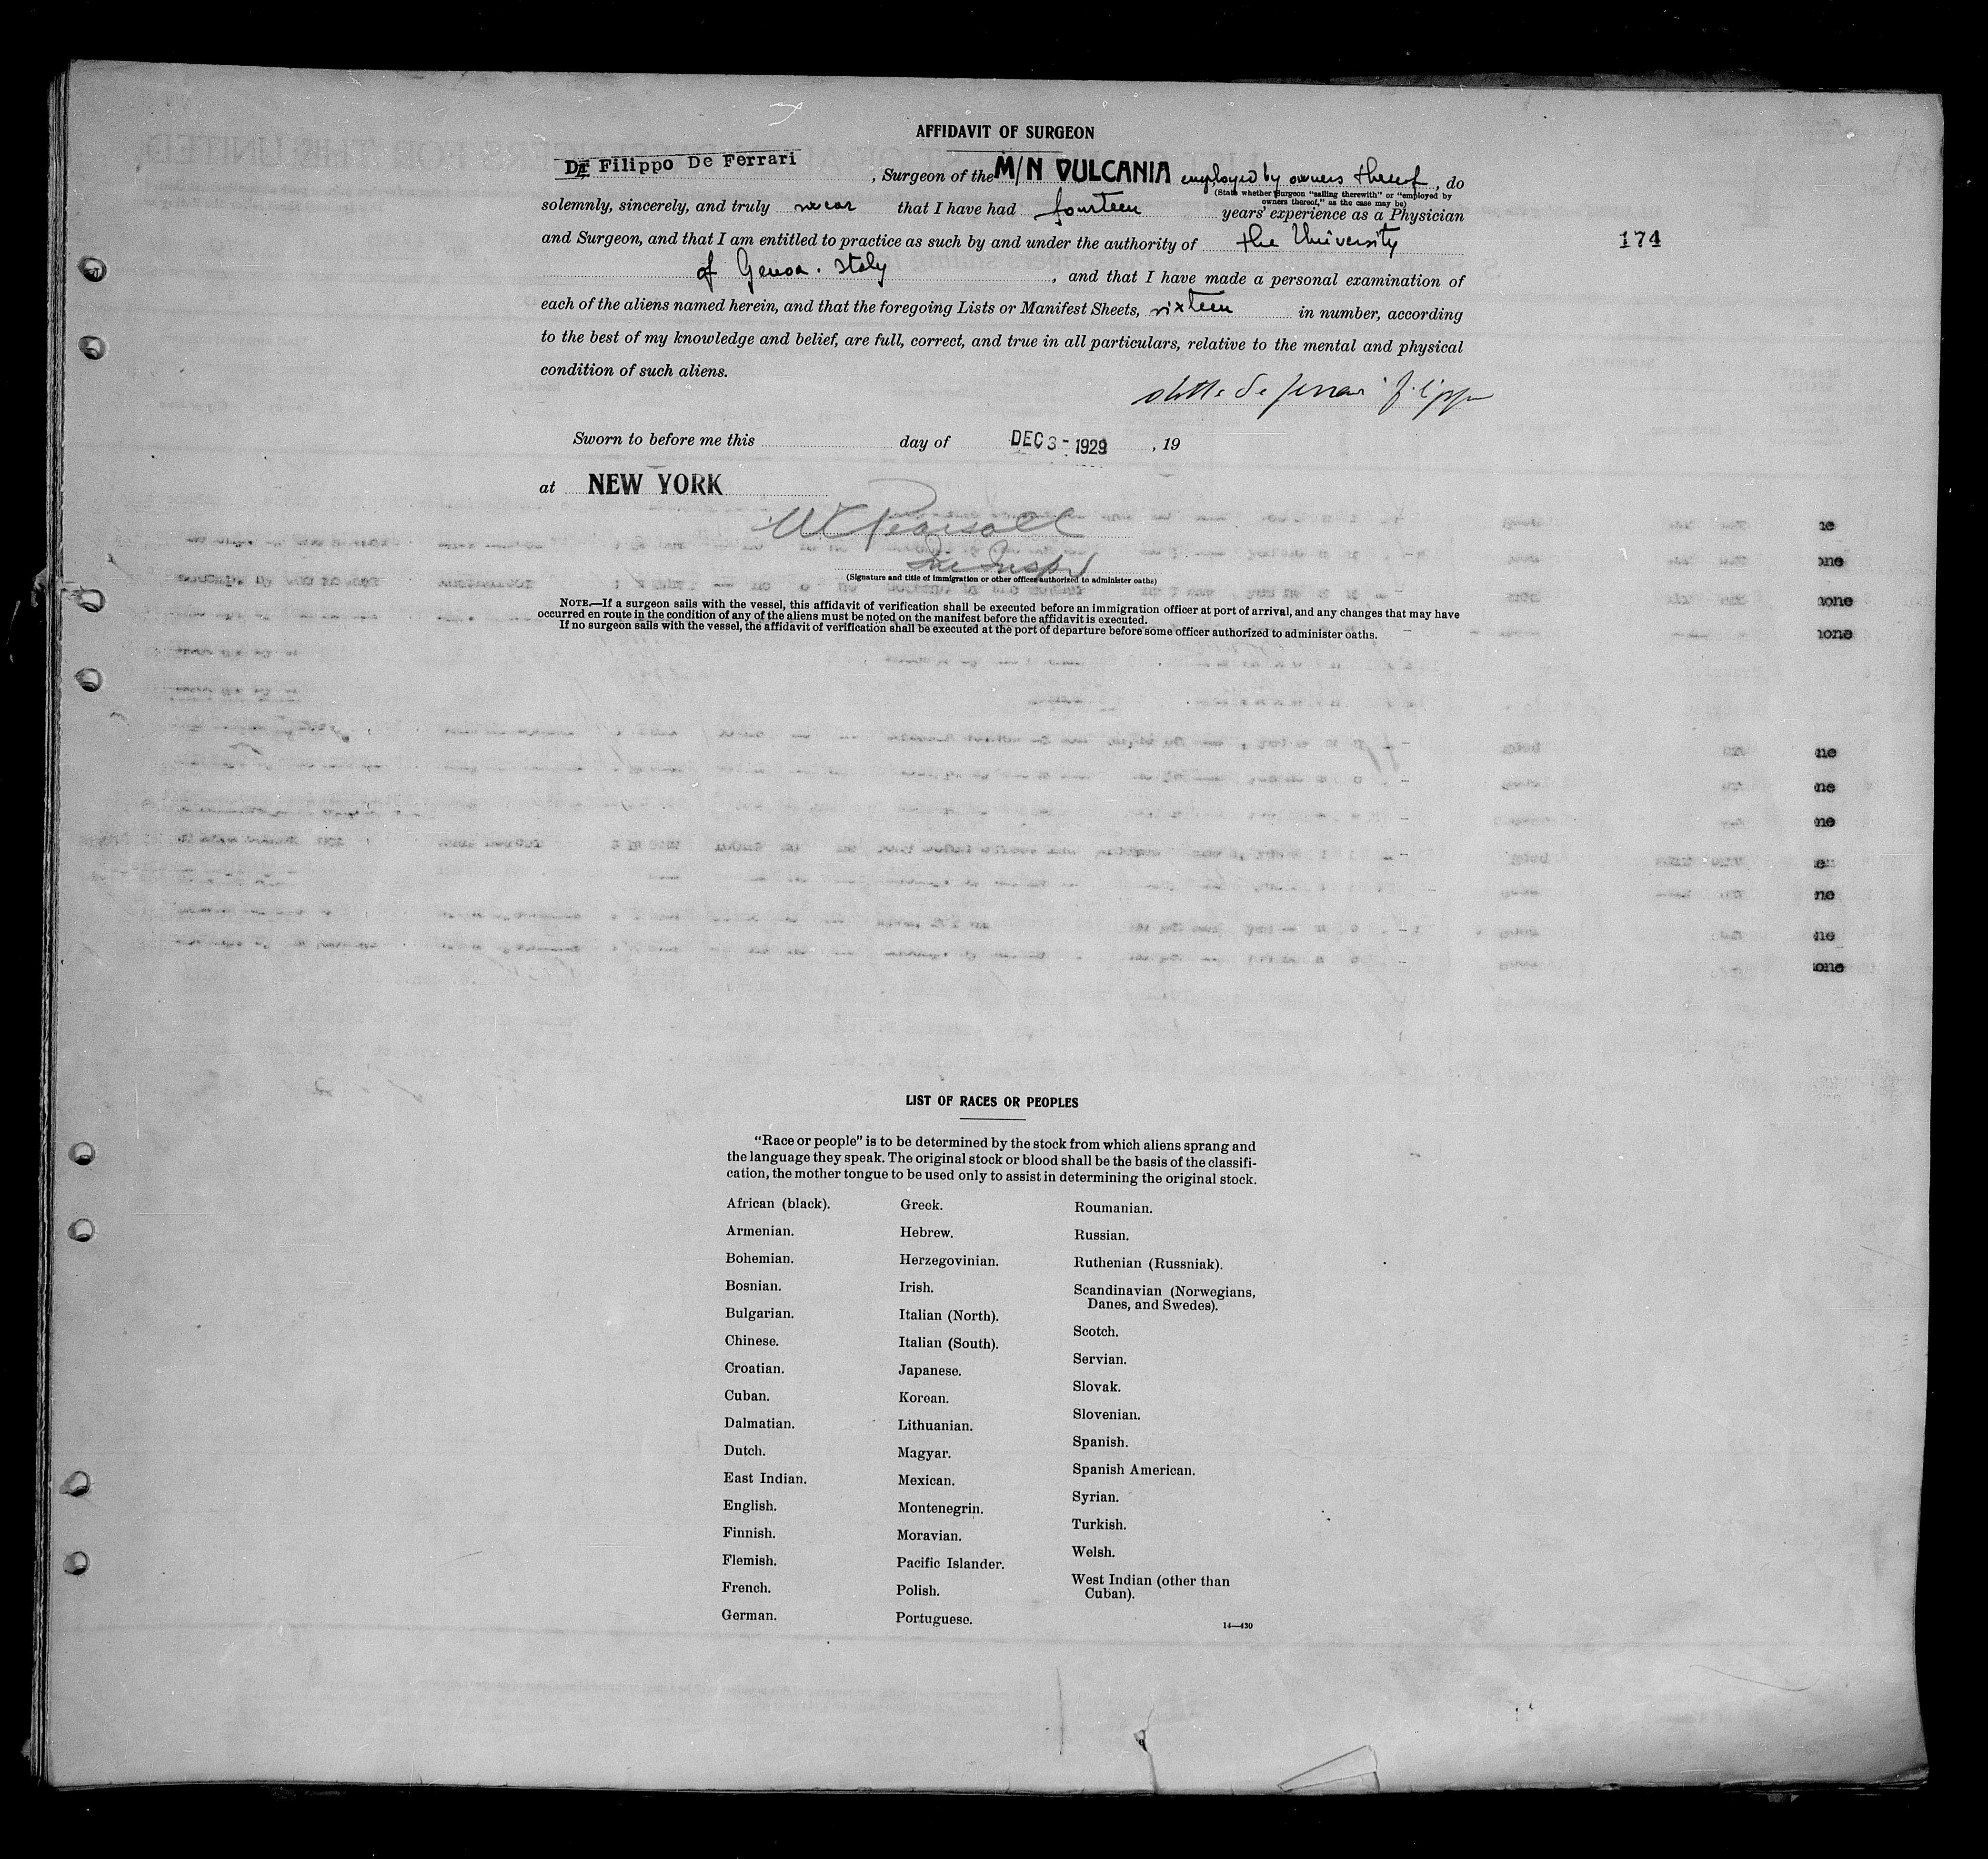 AFFIDAVIT OF SURGEON
Dr Filippo De Ferrari, Surgeon of the M/N VULCANIA employed by owners thereof, do
(State whether Surgeon "sailing therewith" or "employed by
owners thereof," as the case may be)
solemnly, sincerely, and truly swear that I have had fourteen years' experience as a Physician
and Surgeon, and that I am entitled to practice as such by and under the authority of the University
174
of Genoa. Italy, and that I have made a personal examination of
each of the aliens named herein, and that the foregoing Lists or Manifest Sheets, sixteen in number, according
to the best of my knowledge and belief, are full, correct, and true in all particulars, relative to the mental and physical
condition of such aliens.
de Ferrari Filippo
Sworn to before me this day of DEC 3 - 1929, 19
at NEW YORK
Pearsall
(Signature and title of immigration or other officer authorized to administer oaths)
NOTE.—If a surgeon sails with the vessel, this affidavit of verification shall be executed before an immigration officer at port of arrival, and any changes that may have
occurred en route in the condition of any of the aliens must be noted on the manifest before the affidavit is executed.
If no surgeon sails with the vessel, the affidavit of verification shall be executed at the port of departure before some officer authorized to administer oaths.
ne
one
none
none
ne
ne
ne
ne
ne
one
LIST OF RACES OR PEOPLES
"Race or people" is to be determined by the stock from which aliens sprang and
the language they speak. The original stock or blood shall be the basis of the classifi-
cation, the mother tongue to be used only to assist in determining the original stock.
African (black).
Armenian.
Bohemian.
Bosnian.
Bulgarian.
Chinese.
Croatian.
Cuban.
Dalmatian.
Dutch.
East Indian.
English.
Finnish.
Flemish.
French.
German.
Greek.
Hebrew.
Herzegovinian.
Irish.
Italian (North).
Italian (South).
Japanese.
Korean.
Lithuanian.
Magyar.
Mexican.
Montenegrin.
Moravian.
Pacific Islander.
Polish.
Portuguese.
Roumanian.
Russian.
Ruthenian (Russniak).
Scandinavian (Norwegians,
Danes, and Swedes).
Scotch.
Servian.
Slovak.
Slovenian.
Spanish.
Spanish American.
Syrian.
Turkish.
Welsh.
West Indian (other than
Cuban).
14—430